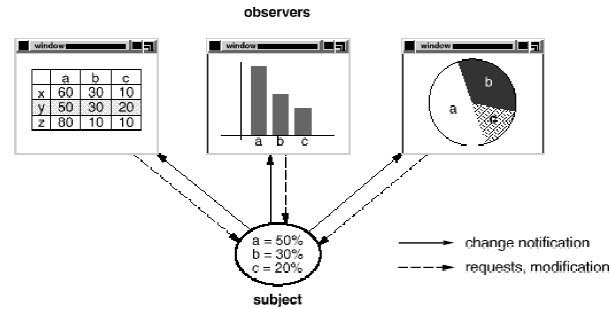 observers
window
a b c
x 60 30 10
y 50 30 20
z 80 10 10
window
a b c
window
a
b
c
a = 50%
b = 30%
c = 20%
subject
change notification
requests, modification